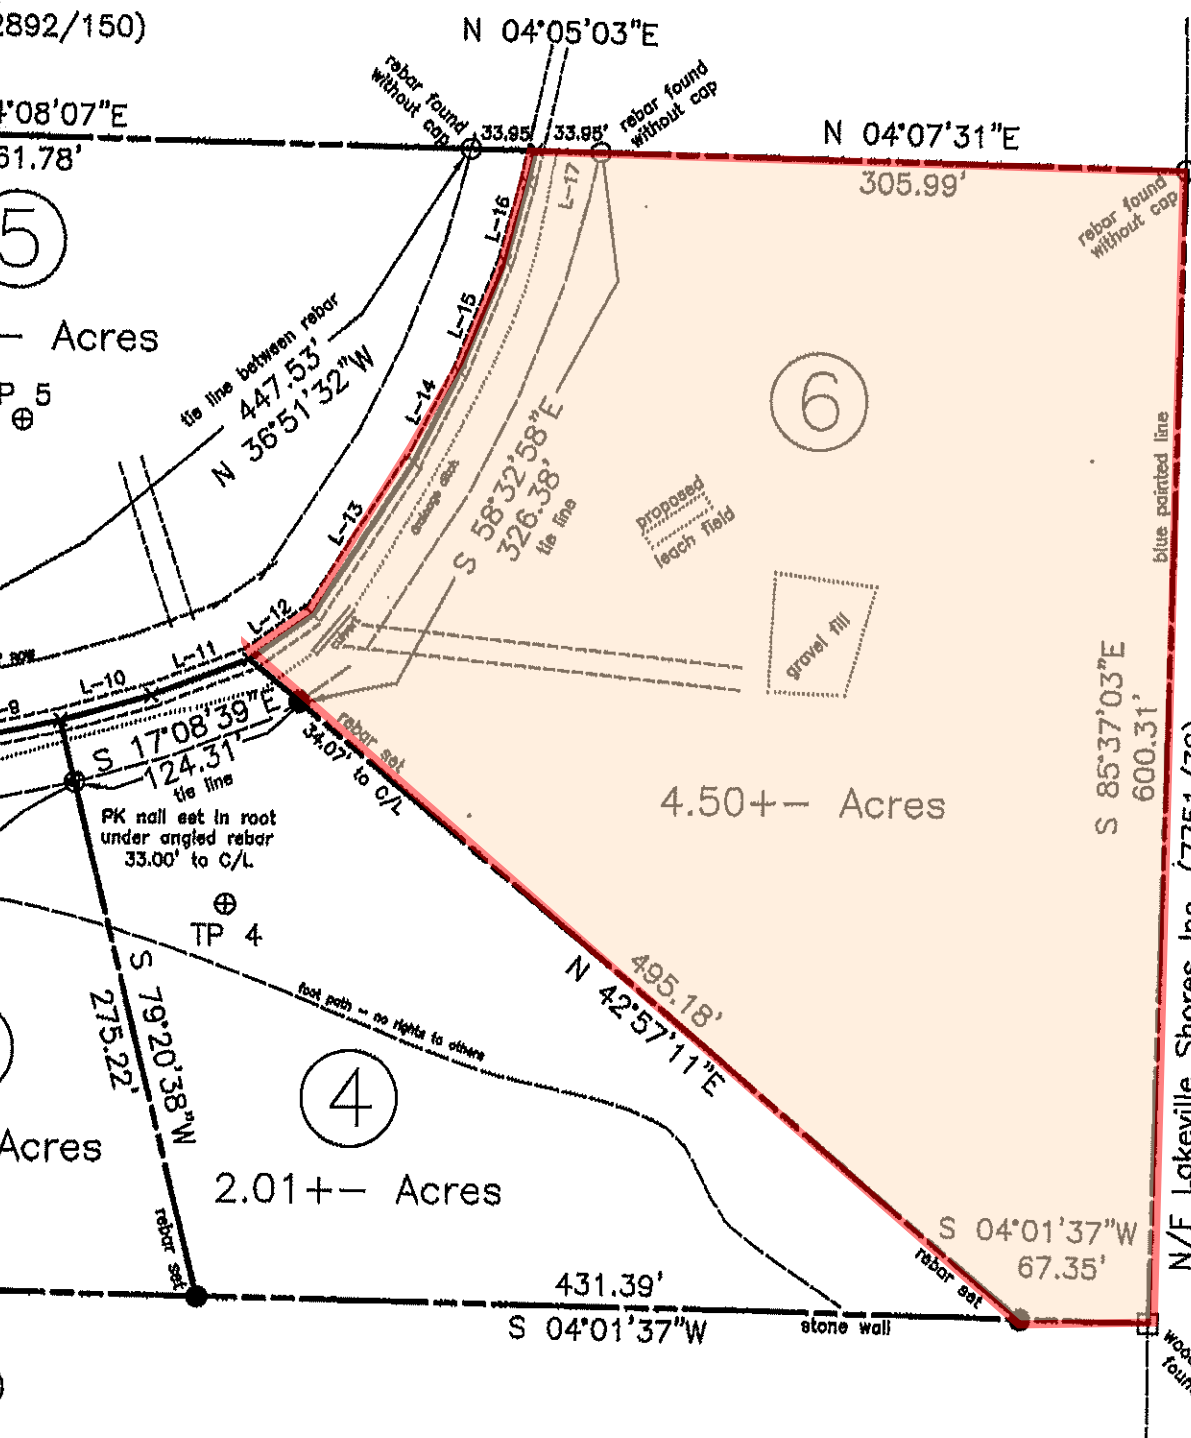 2892/150)
N 04°05'03"E
4°08'07"E
61.78'
rebar found
without cap
33.95'
33.95'
rebar found
without cap
N 04°07'31"E
305.99'
rebar found
without cap
5
- Acres
P 5
L-17
L-16
L-15
L-14
L-13
L-12
L-11
L-10
tie line between rebar
447.53'
N 36°51'32"W
drainage ditch
S 58°32'58"E
326.38'
tie line
6
proposed
leach field
gravel fill
blue painted line
S 85°37'03"E
600.31'
ROW
-8
S 17°08'39"E
124.31'
tie line
rebar set
34.07' to C/L
PK nail set in root
under angled rebar
33.00' to C/L
4.50+- Acres
TP 4
S 79°20'38"W
275.22'
foot path - no rights to others
495.18'
N 42°57'11"E
4
2.01+- Acres
Acres
rebar set
431.39'
S 04°01'37"W
stone wall
rebar set
S 04°01'37"W
67.35'
N/F Lakeville Shores Inc.
woo
foun